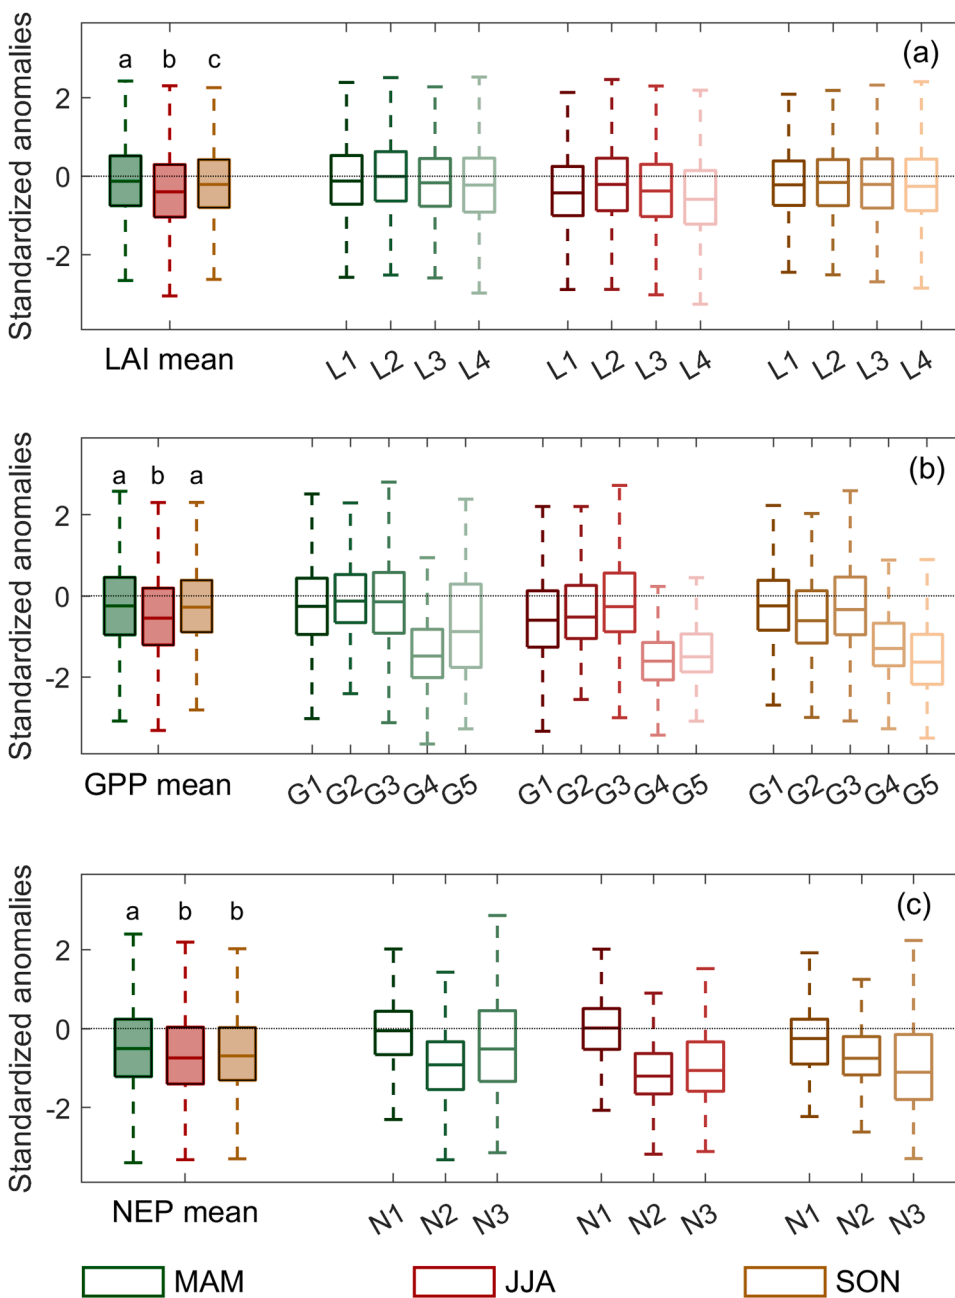 Standardized anomalies
(a)
a b c
2
0
-2
LAI mean
L1 L2 L3 L4 L1 L2 L3 L4 L1 L2 L3 L4
Standardized anomalies
(b)
a b a
2
0
-2
GPP mean
G1 G2 G3 G4 G5 G1 G2 G3 G4 G5 G1 G2 G3 G4 G5
Standardized anomalies
(c)
a b b
2
0
-2
NEP mean
N1 N2 N3 N1 N2 N3 N1 N2 N3
MAM JJA SON